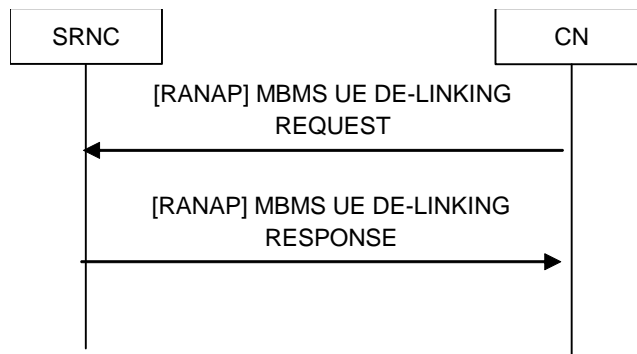 SRNC
CN
[RANAP] MBMS UE DE-LINKING
REQUEST
[RANAP] MBMS UE DE-LINKING
RESPONSE